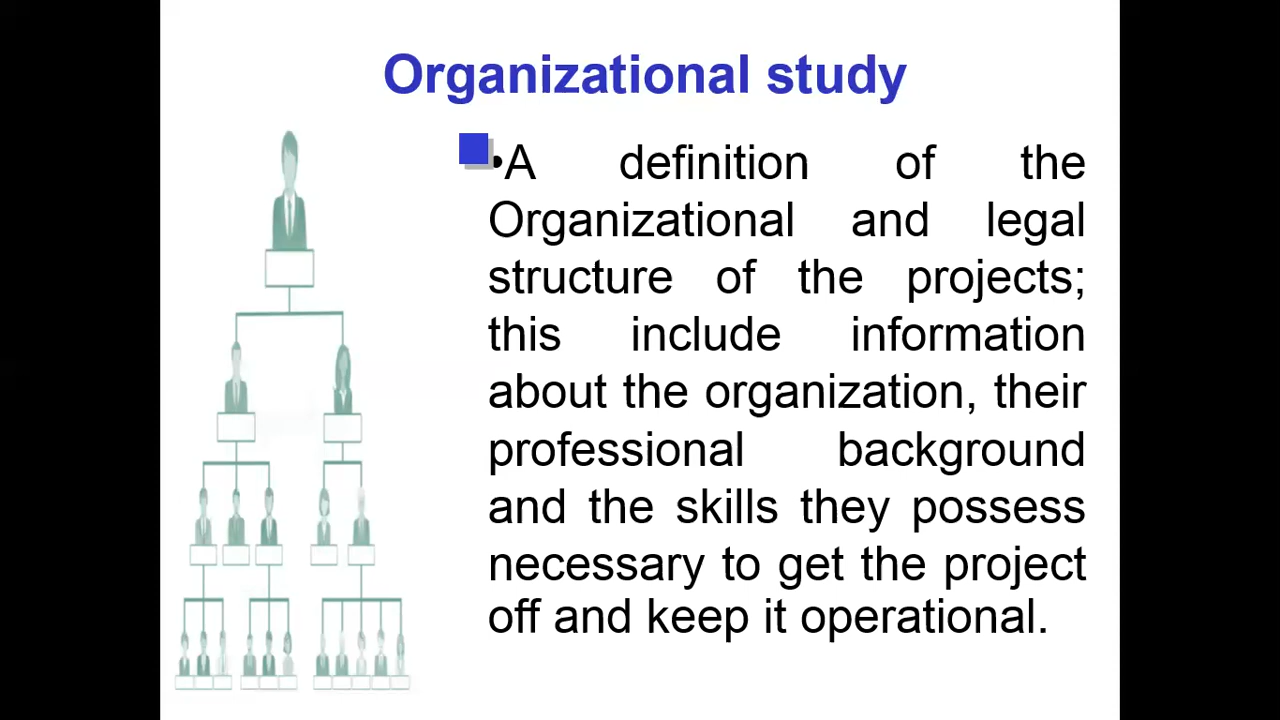 Organizational study
•A definition of the
Organizational and legal
structure of the projects;
this include information
about the organization, their
professional background
and the skills they possess
necessary to get the project
off and keep it operational.